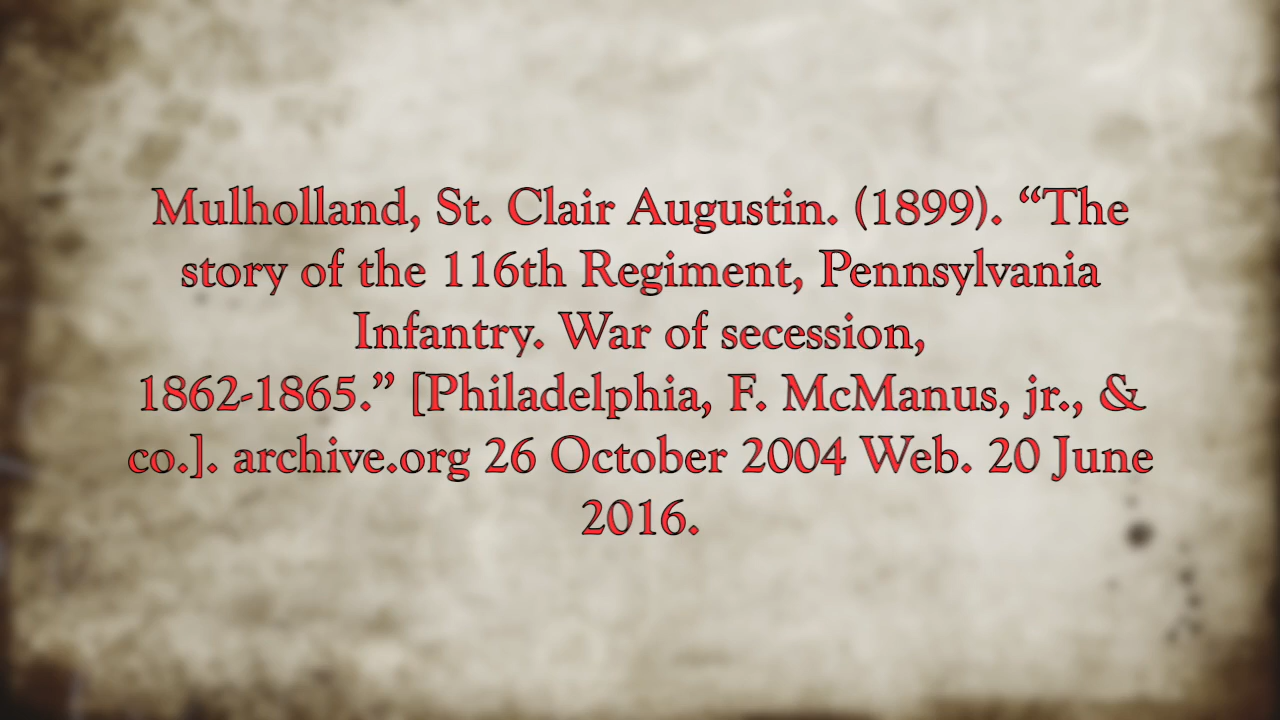 Mulholland, St. Clair Augustin. (1899). “The
story of the 116th Regiment, Pennsylvania
Infantry. War of secession,
1862-1865.” [Philadelphia, F. McManus, jr., &
co.]. archive.org 26 October 2004 Web. 20 June
2016.